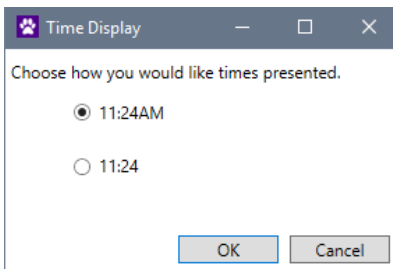 Time Display
Choose how you would like times presented.
11:24AM
11:24
OK Cancel